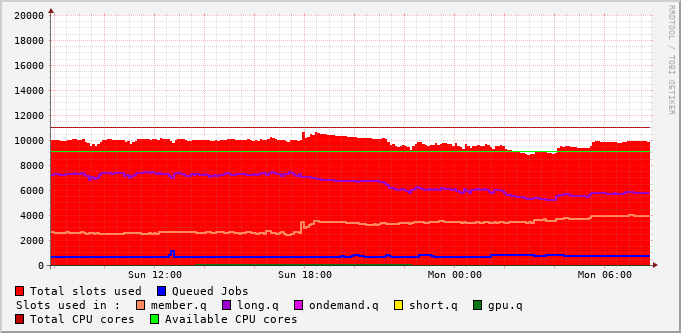 RRDTOOL / TOBI OETIKER
20000
18000
16000
14000
12000
10000
8000
6000
4000
2000
0
Sun 12:00 Sun 18:00 Mon 00:00 Mon 06:00
Total slots used Queued Jobs
Slots used in : member.q long.q ondemand.q short.q gpu.q
Total CPU cores Available CPU cores